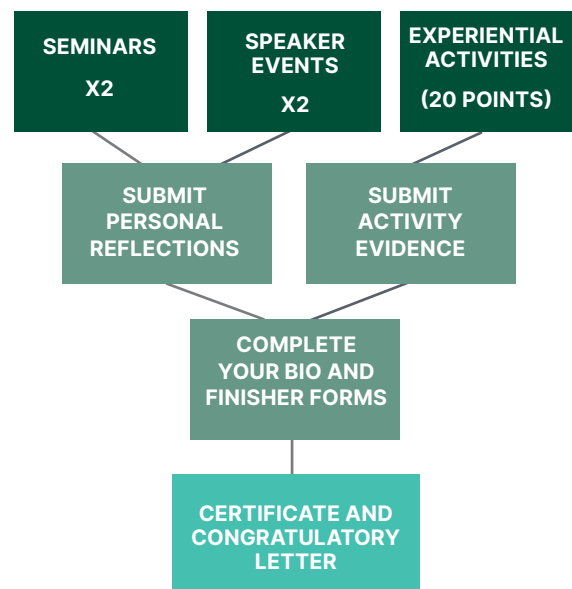 SEMINARS
X2
SPEAKER
EVENTS
X2
EXPERIENTIAL
ACTIVITIES
(20 POINTS)
SUBMIT
PERSONAL
REFLECTIONS
SUBMIT
ACTIVITY
EVIDENCE
COMPLETE
YOUR BIO AND
FINISHER FORMS
CERTIFICATE AND
CONGRATULATORY
LETTER